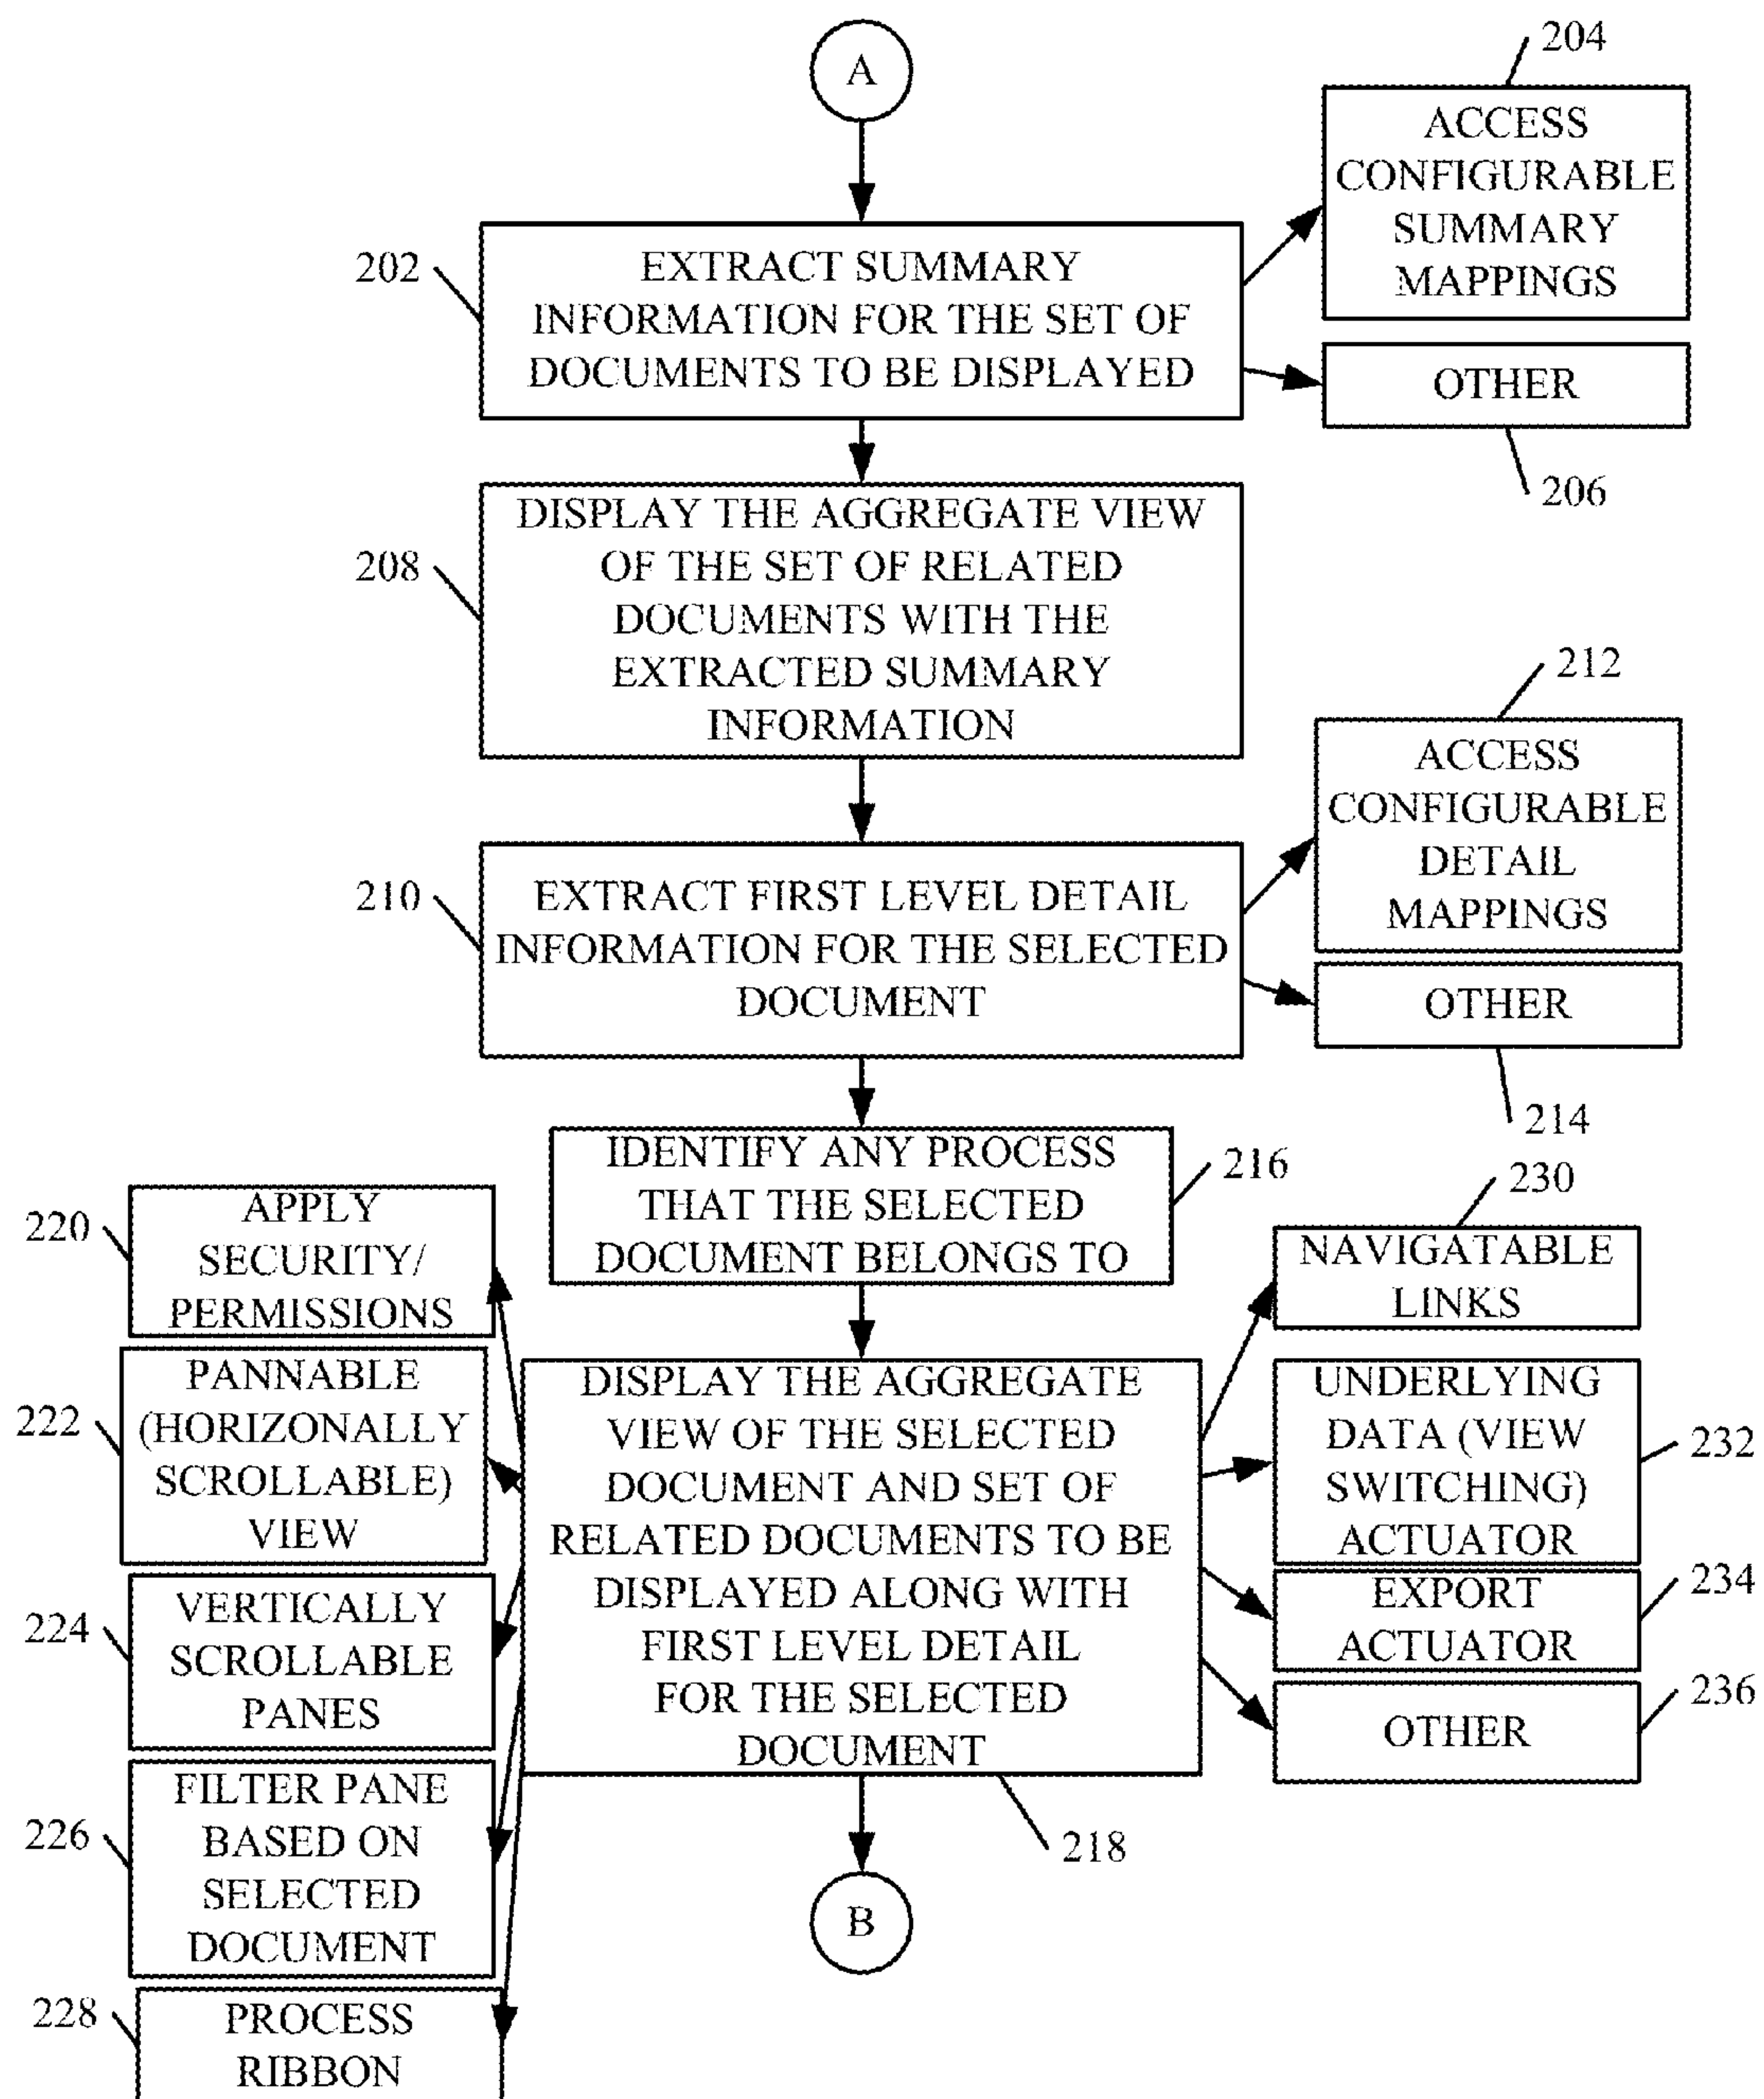 A
204
ACCESS
CONFIGURABLE
SUMMARY
MAPPINGS
202
EXTRACT SUMMARY
INFORMATION FOR THE SET OF
DOCUMENTS TO BE DISPLAYED
OTHER
206
208
DISPLAY THE AGGREGATE VIEW
OF THE SET OF RELATED
DOCUMENTS WITH THE
EXTRACTED SUMMARY
INFORMATION
212
ACCESS
CONFIGURABLE
DETAIL
MAPPINGS
210
EXTRACT FIRST LEVEL DETAIL
INFORMATION FOR THE SELECTED
DOCUMENT
OTHER
214
IDENTIFY ANY PROCESS
THAT THE SELECTED
DOCUMENT BELONGS TO
216
220
APPLY
SECURITY/
PERMISSIONS
230
NAVIGATABLE
LINKS
222
PANNABLE
(HORIZONALLY
SCROLLABLE)
VIEW
DISPLAY THE AGGREGATE
VIEW OF THE SELECTED
DOCUMENT AND SET OF
RELATED DOCUMENTS TO BE
DISPLAYED ALONG WITH
FIRST LEVEL DETAIL
FOR THE SELECTED
DOCUMENT
218
UNDERLYING
DATA (VIEW
SWITCHING)
ACTUATOR
232
224
VERTICALLY
SCROLLABLE
PANES
EXPORT
ACTUATOR
234
OTHER
236
226
FILTER PANE
BASED ON
SELECTED
DOCUMENT
B
228
PROCESS
RIBBON